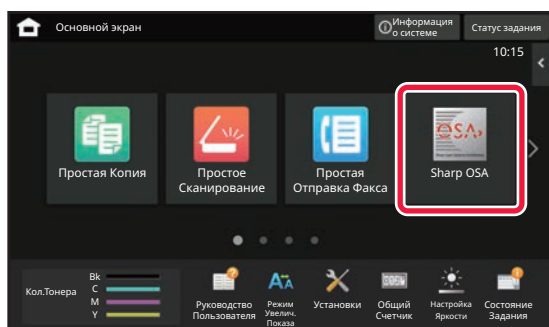 Основной экран
Информация
о системе
Статус задания
10:15
Простая Копия
Простое
Сканирование
Простая
Отправка Факса
OSA
Sharp OSA
Кол.Тонера
Bk
C
M
Y
Руководство
Пользователя
Режим
Увелич.
Показа
Установки
Общий
Счетчик
Настройка
Яркости
Состояние
Задания